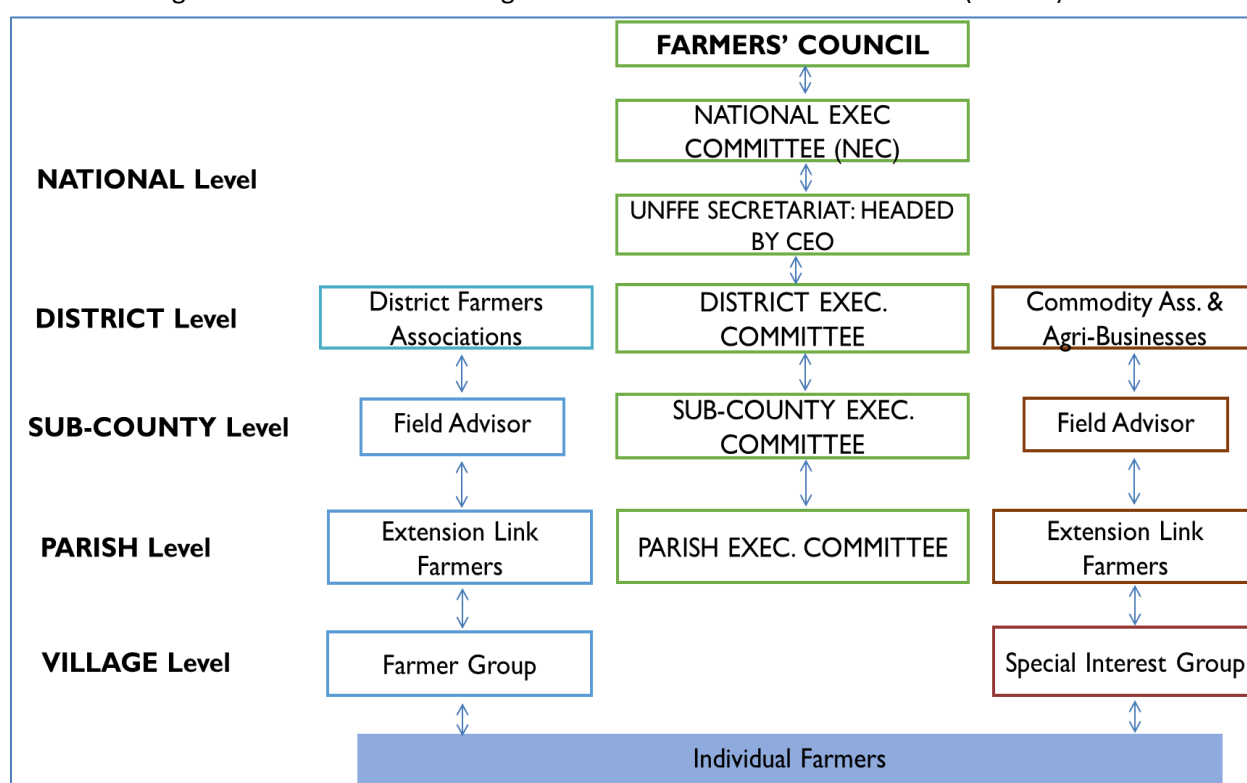 FARMERS' COUNCIL
NATIONAL EXEC
COMMITTEE (NEC)
NATIONAL Level
UNFFE SECRETARIAT: HEADED
BY CEO
DISTRICT Level
District Farmers
Associations
DISTRICT EXEC.
COMMITTEE
Commodity Ass. &
Agri-Businesses
SUB-COUNTY Level
Field Advisor
SUB-COUNTY EXEC.
COMMITTEE
Field Advisor
PARISH Level
Extension Link
Farmers
PARISH EXEC. COMMITTEE
Extension Link
Farmers
VILLAGE Level
Farmer Group
Special Interest Group
Individual Farmers